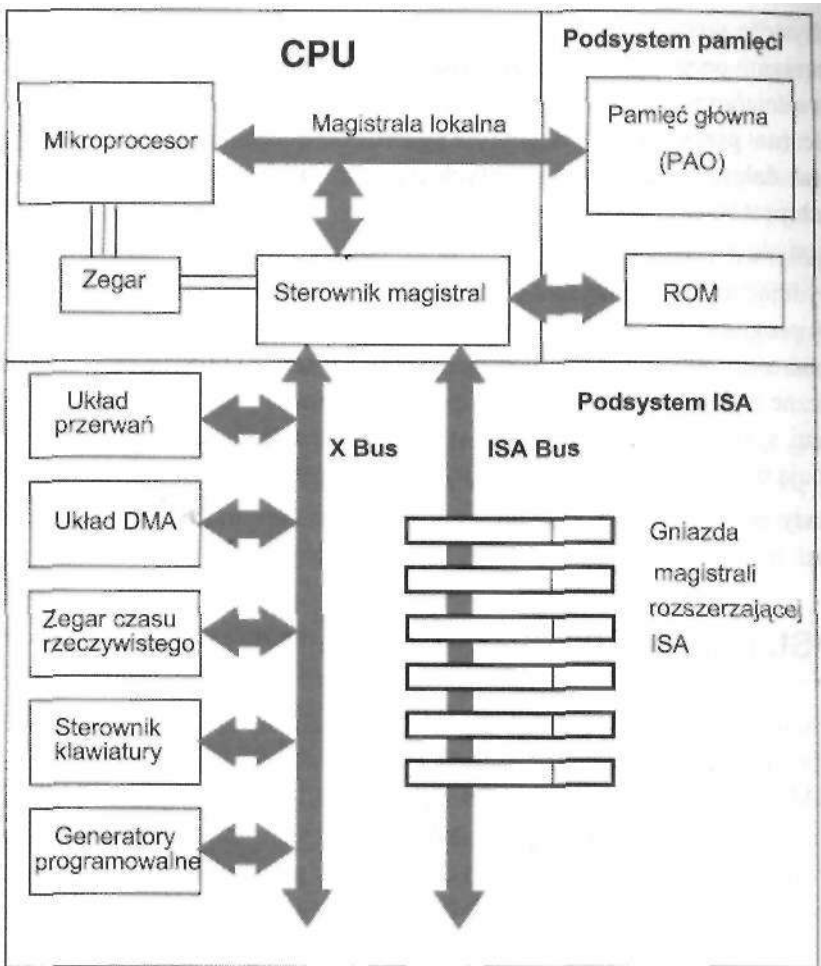 CPU
Podsystem pamięci
Mikroprocesor
Magistrala lokalna
Pamięć główna
(PAO)
Zegar
Sterownik magistral
ROM
Układ
przerwań
Podsystem ISA
X Bus
ISA Bus
Układ DMA
Gniazda
magistrali
rozszerzającej
ISA
Zegar czasu
rzeczywistego
Sterownik
klawiatury
Generatory
programowalne